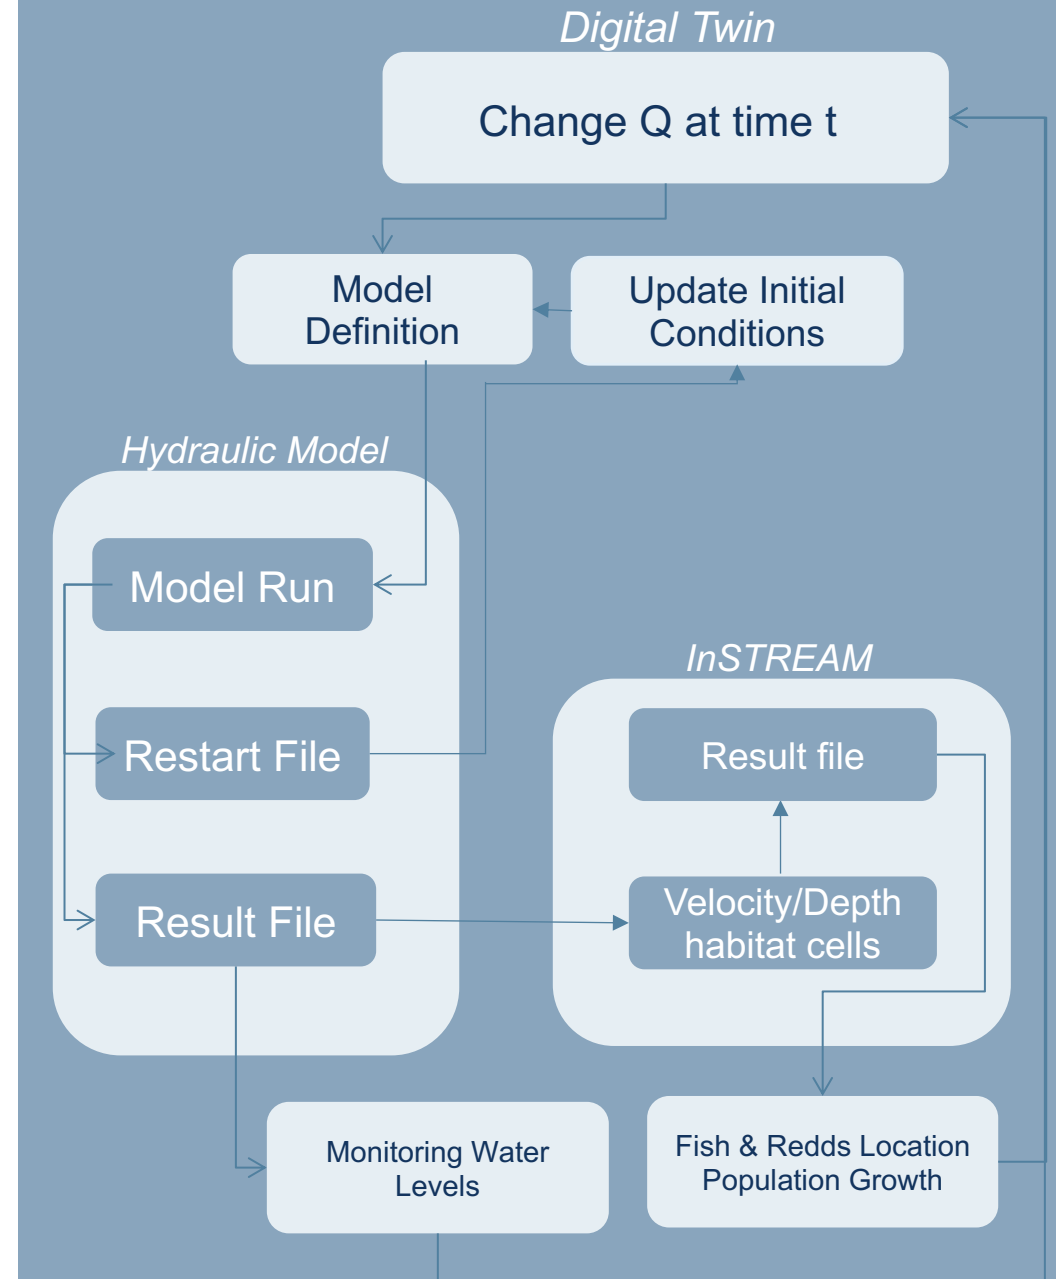 Digital Twin
Change Q at time t
Model
Definition
Update Initial
Conditions
Hydraulic Model
Model Run
Restart File
Result File
InSTREAM
Result file
Velocity/Depth
habitat cells
Monitoring Water
Levels
Fish & Redds Location
Population Growth